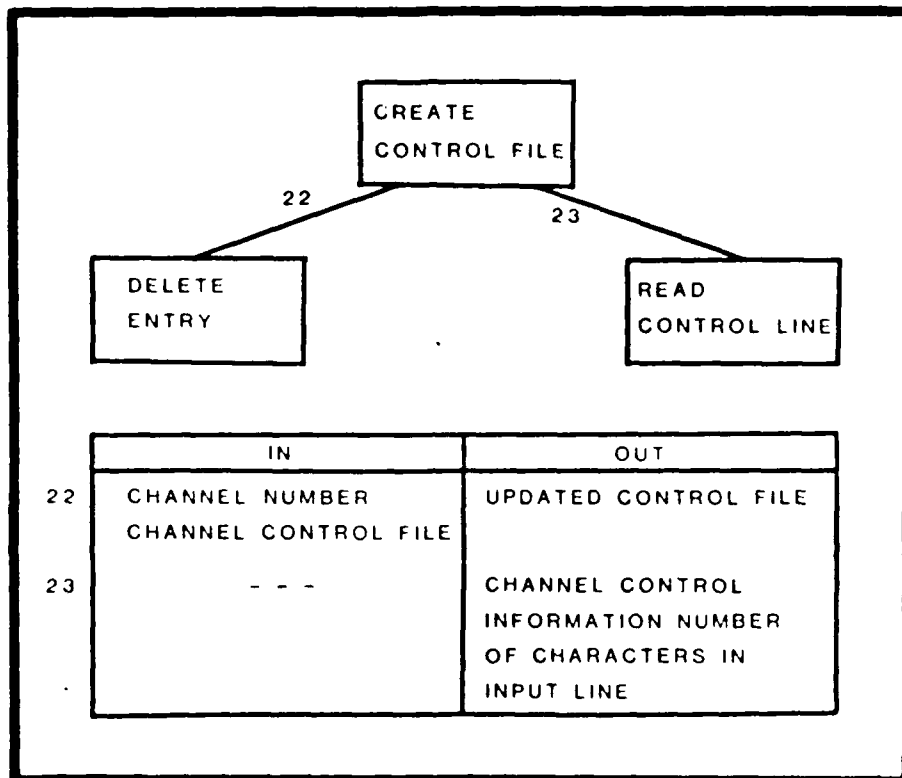 CREATE
CONTROL FILE
22
23
DELETE
ENTRY
READ
CONTROL LINE
IN OUT
22 CHANNEL NUMBER UPDATED CONTROL FILE
CHANNEL CONTROL FILE
23 - - - CHANNEL CONTROL
INFORMATION NUMBER
OF CHARACTERS IN
INPUT LINE